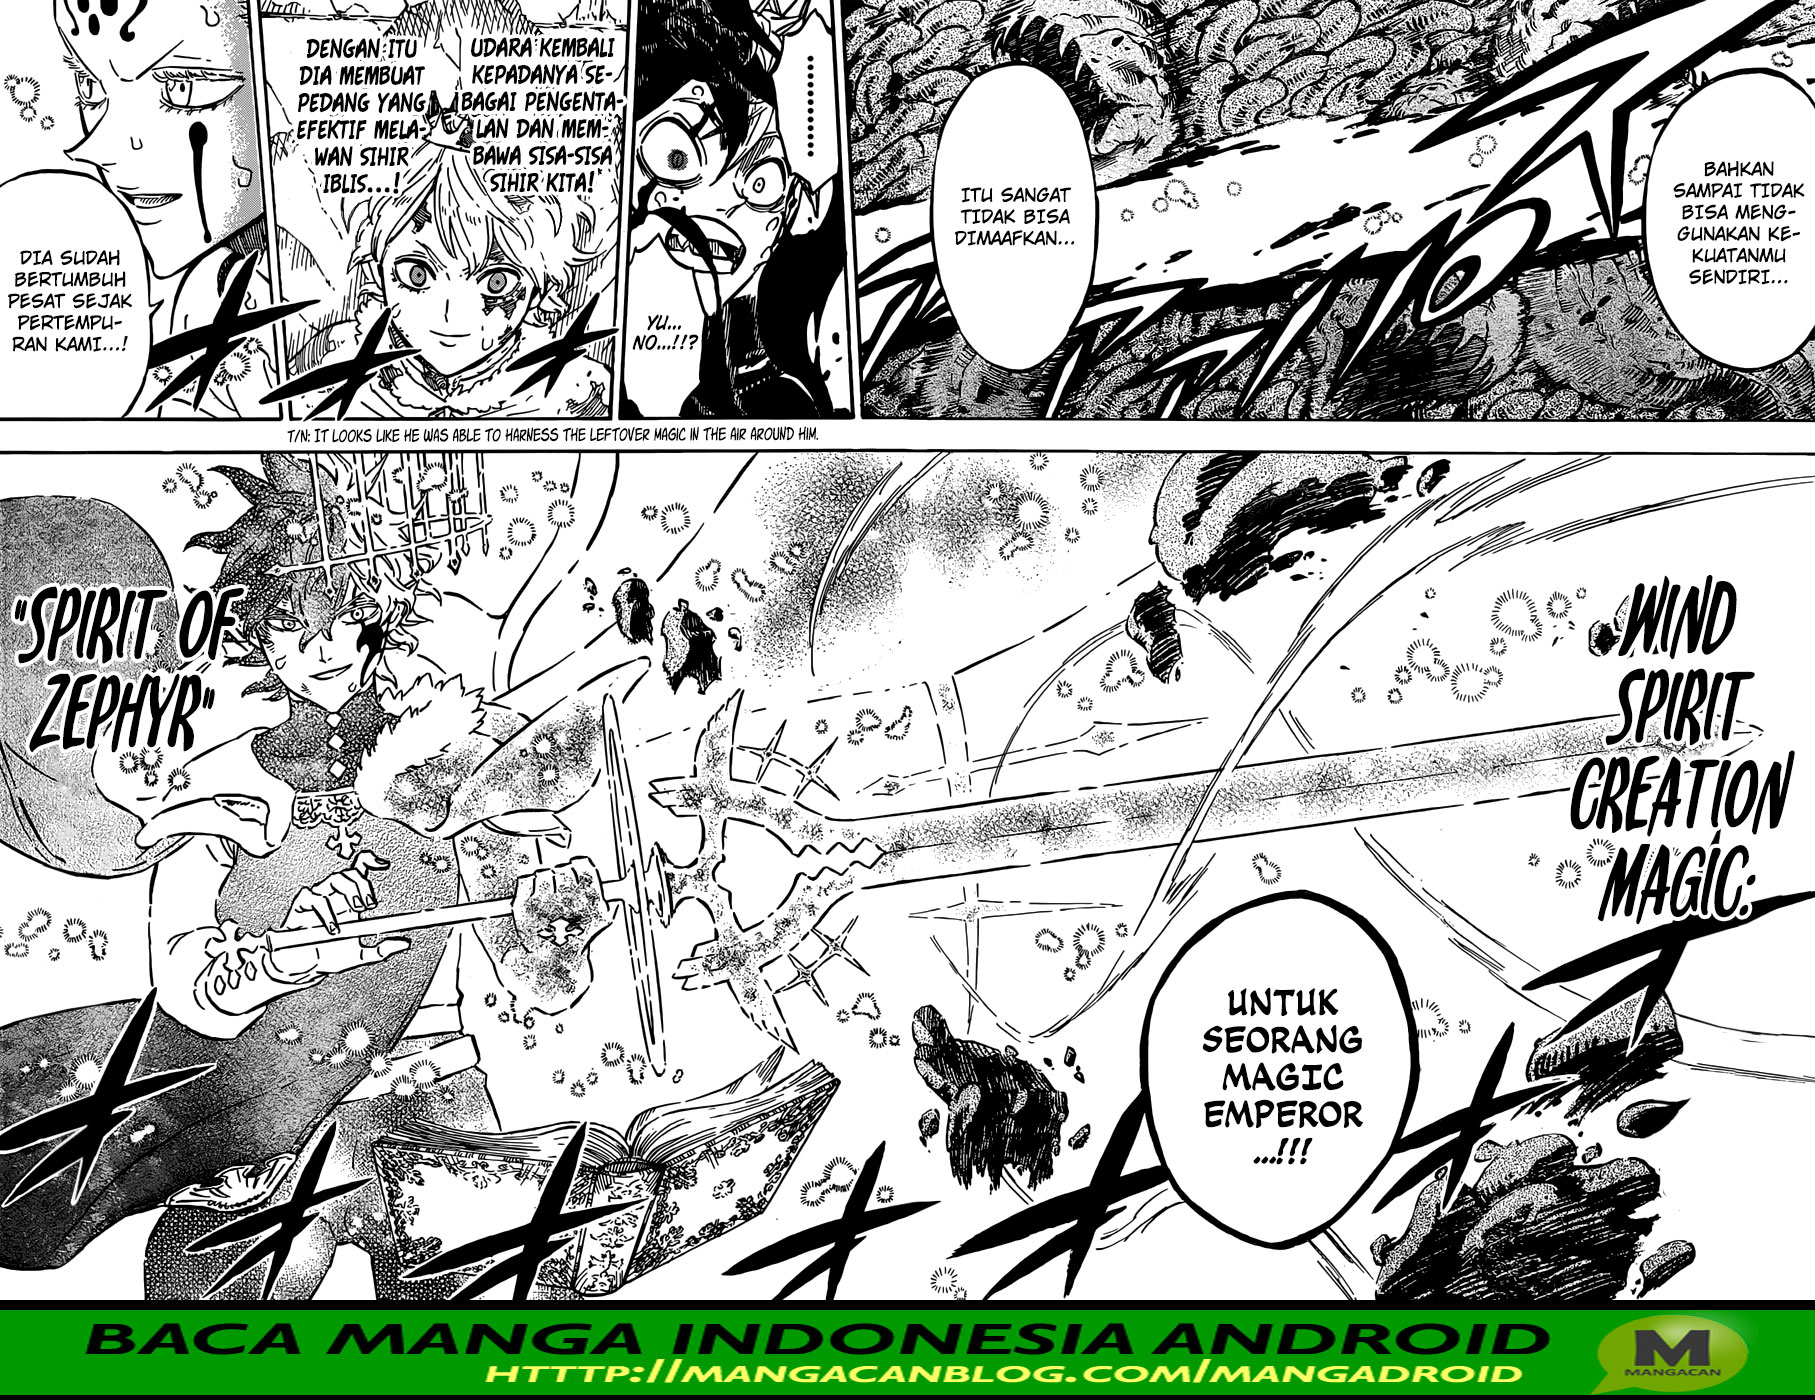 BAHKAN
SAMPAI TIDAK
BISA MENG-
GUNAKAN KE-
KUATANMU
SENDIRI...
ITU SANGAT
TIDAK BISA
DIMAAFKAN...
..........
YU...
NO...!!?
UDARA KEMBALI
KEPADANYA SE-
BAGAI PENGENTA-
LAN DAN MEM-
BAWA SISA-SISA
SIHIR KITA!
DENGAN ITU
DIA MEMBUAT
PEDANG YANG
EFEKTIF MELA-
WAN SIHIR
IBLIS...!
DIA SUDAH
BERTUMBUH
PESAT SEJAK
PERTEMPU-
RAN KAMI...!
T/N: IT LOOKS LIKE HE WAS ABLE TO HARNESS THE LEFTOVER MAGIC IN THE AIR AROUND HIM.
WIND
SPIRIT
CREATION
MAGIC:
"SPIRIT OF
ZEPHYR"
UNTUK
SEORANG
MAGIC
EMPEROR
...!!!
BACA MANGA INDONESIA ANDROID
HTTTTP://MANGACANBLOG.COM/MANGADROID
M
MANGACAN